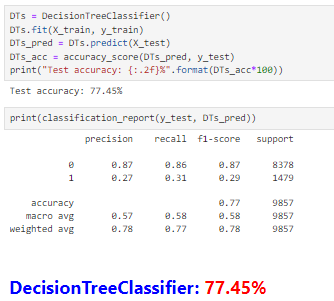 DTs = DecisionTreeClassifier()
DTs.fit(X_train, y_train)
DTs_pred = DTs.predict(X_test)
DTs_acc = accuracy_score(DTs_pred, y_test)
print("Test accuracy: {:.2f}%".format(DTs_acc*100))
Test accuracy: 77.45%
print(classification_report(y_test, DTs_pred))
precision recall f1-score support
0 0.87 0.86 0.87 8378
1 0.27 0.31 0.29 1479
accuracy 0.77 9857
macro avg 0.57 0.58 0.58 9857
weighted avg 0.78 0.77 0.78 9857
DecisionTreeClassifier: 77.45%